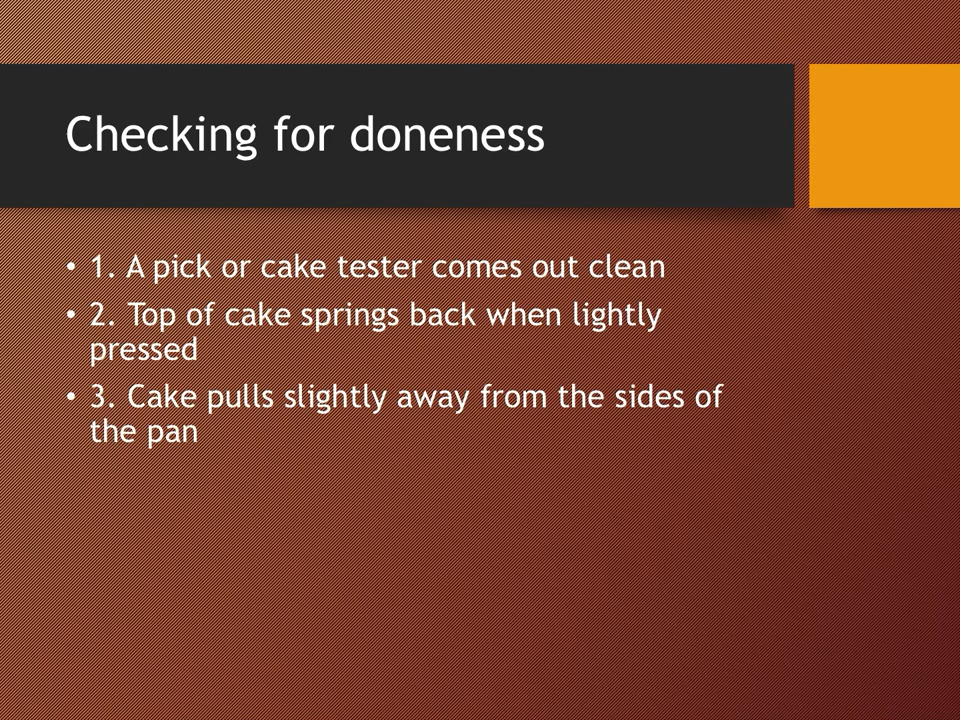 Checking for doneness
• 1. A pick or cake tester comes out clean
• 2. Top of cake springs back when lightly
pressed
• 3. Cake pulls slightly away from the sides of
the pan